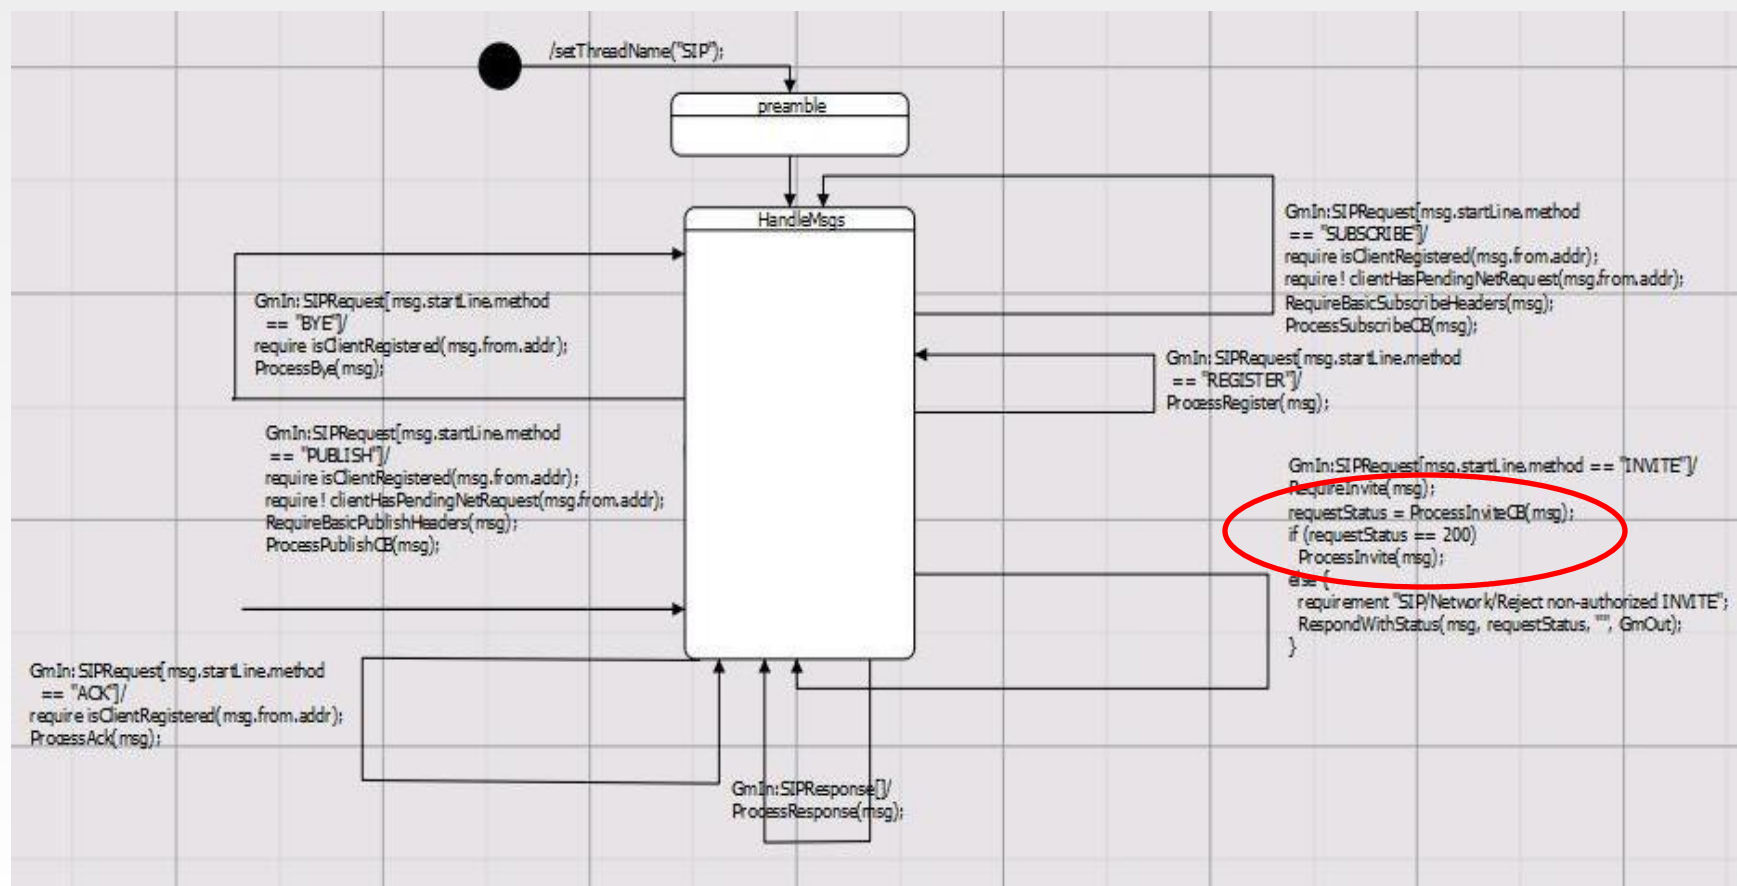 /setThreadName("SIP");
preamble
HandleMsgs
GmIn:SIPRequest[msg.startLine.method
== "SUBSCRIBE"]/
require isClientRegistered(msg.from.addr);
require ! clientHasPendingNetRequest(msg.from.addr);
RequireBasicSubscribeHeaders(msg);
ProcessSubscribeCB(msg);
GmIn:SIPRequest[msg.startLine.method
== "BYE"]/
require isClientRegistered(msg.from.addr);
ProcessBye(msg);
GmIn:SIPRequest[msg.startLine.method
== "REGISTER"]/
ProcessRegister(msg);
GmIn:SIPRequest[msg.startLine.method
== "PUBLISH"]/
require isClientRegistered(msg.from.addr);
require ! clientHasPendingNetRequest(msg.from.addr);
RequireBasicPublishHeaders(msg);
ProcessPublishCB(msg);
GmIn:SIPRequest[msg.startLine.method == "INVITE"]/
RequireInvite(msg);
requestStatus = ProcessInviteCB(msg);
if (requestStatus == 200)
ProcessInvite(msg);
else {
requirement "SIP/Network/Reject non-authorized INVITE";
RespondWithStatus(msg, requestStatus, "", GmOut);
}
GmIn:SIPRequest[msg.startLine.method
== "ACK"]/
require isClientRegistered(msg.from.addr);
ProcessAck(msg);
GmIn:SIPResponse[]/
ProcessResponse(msg);